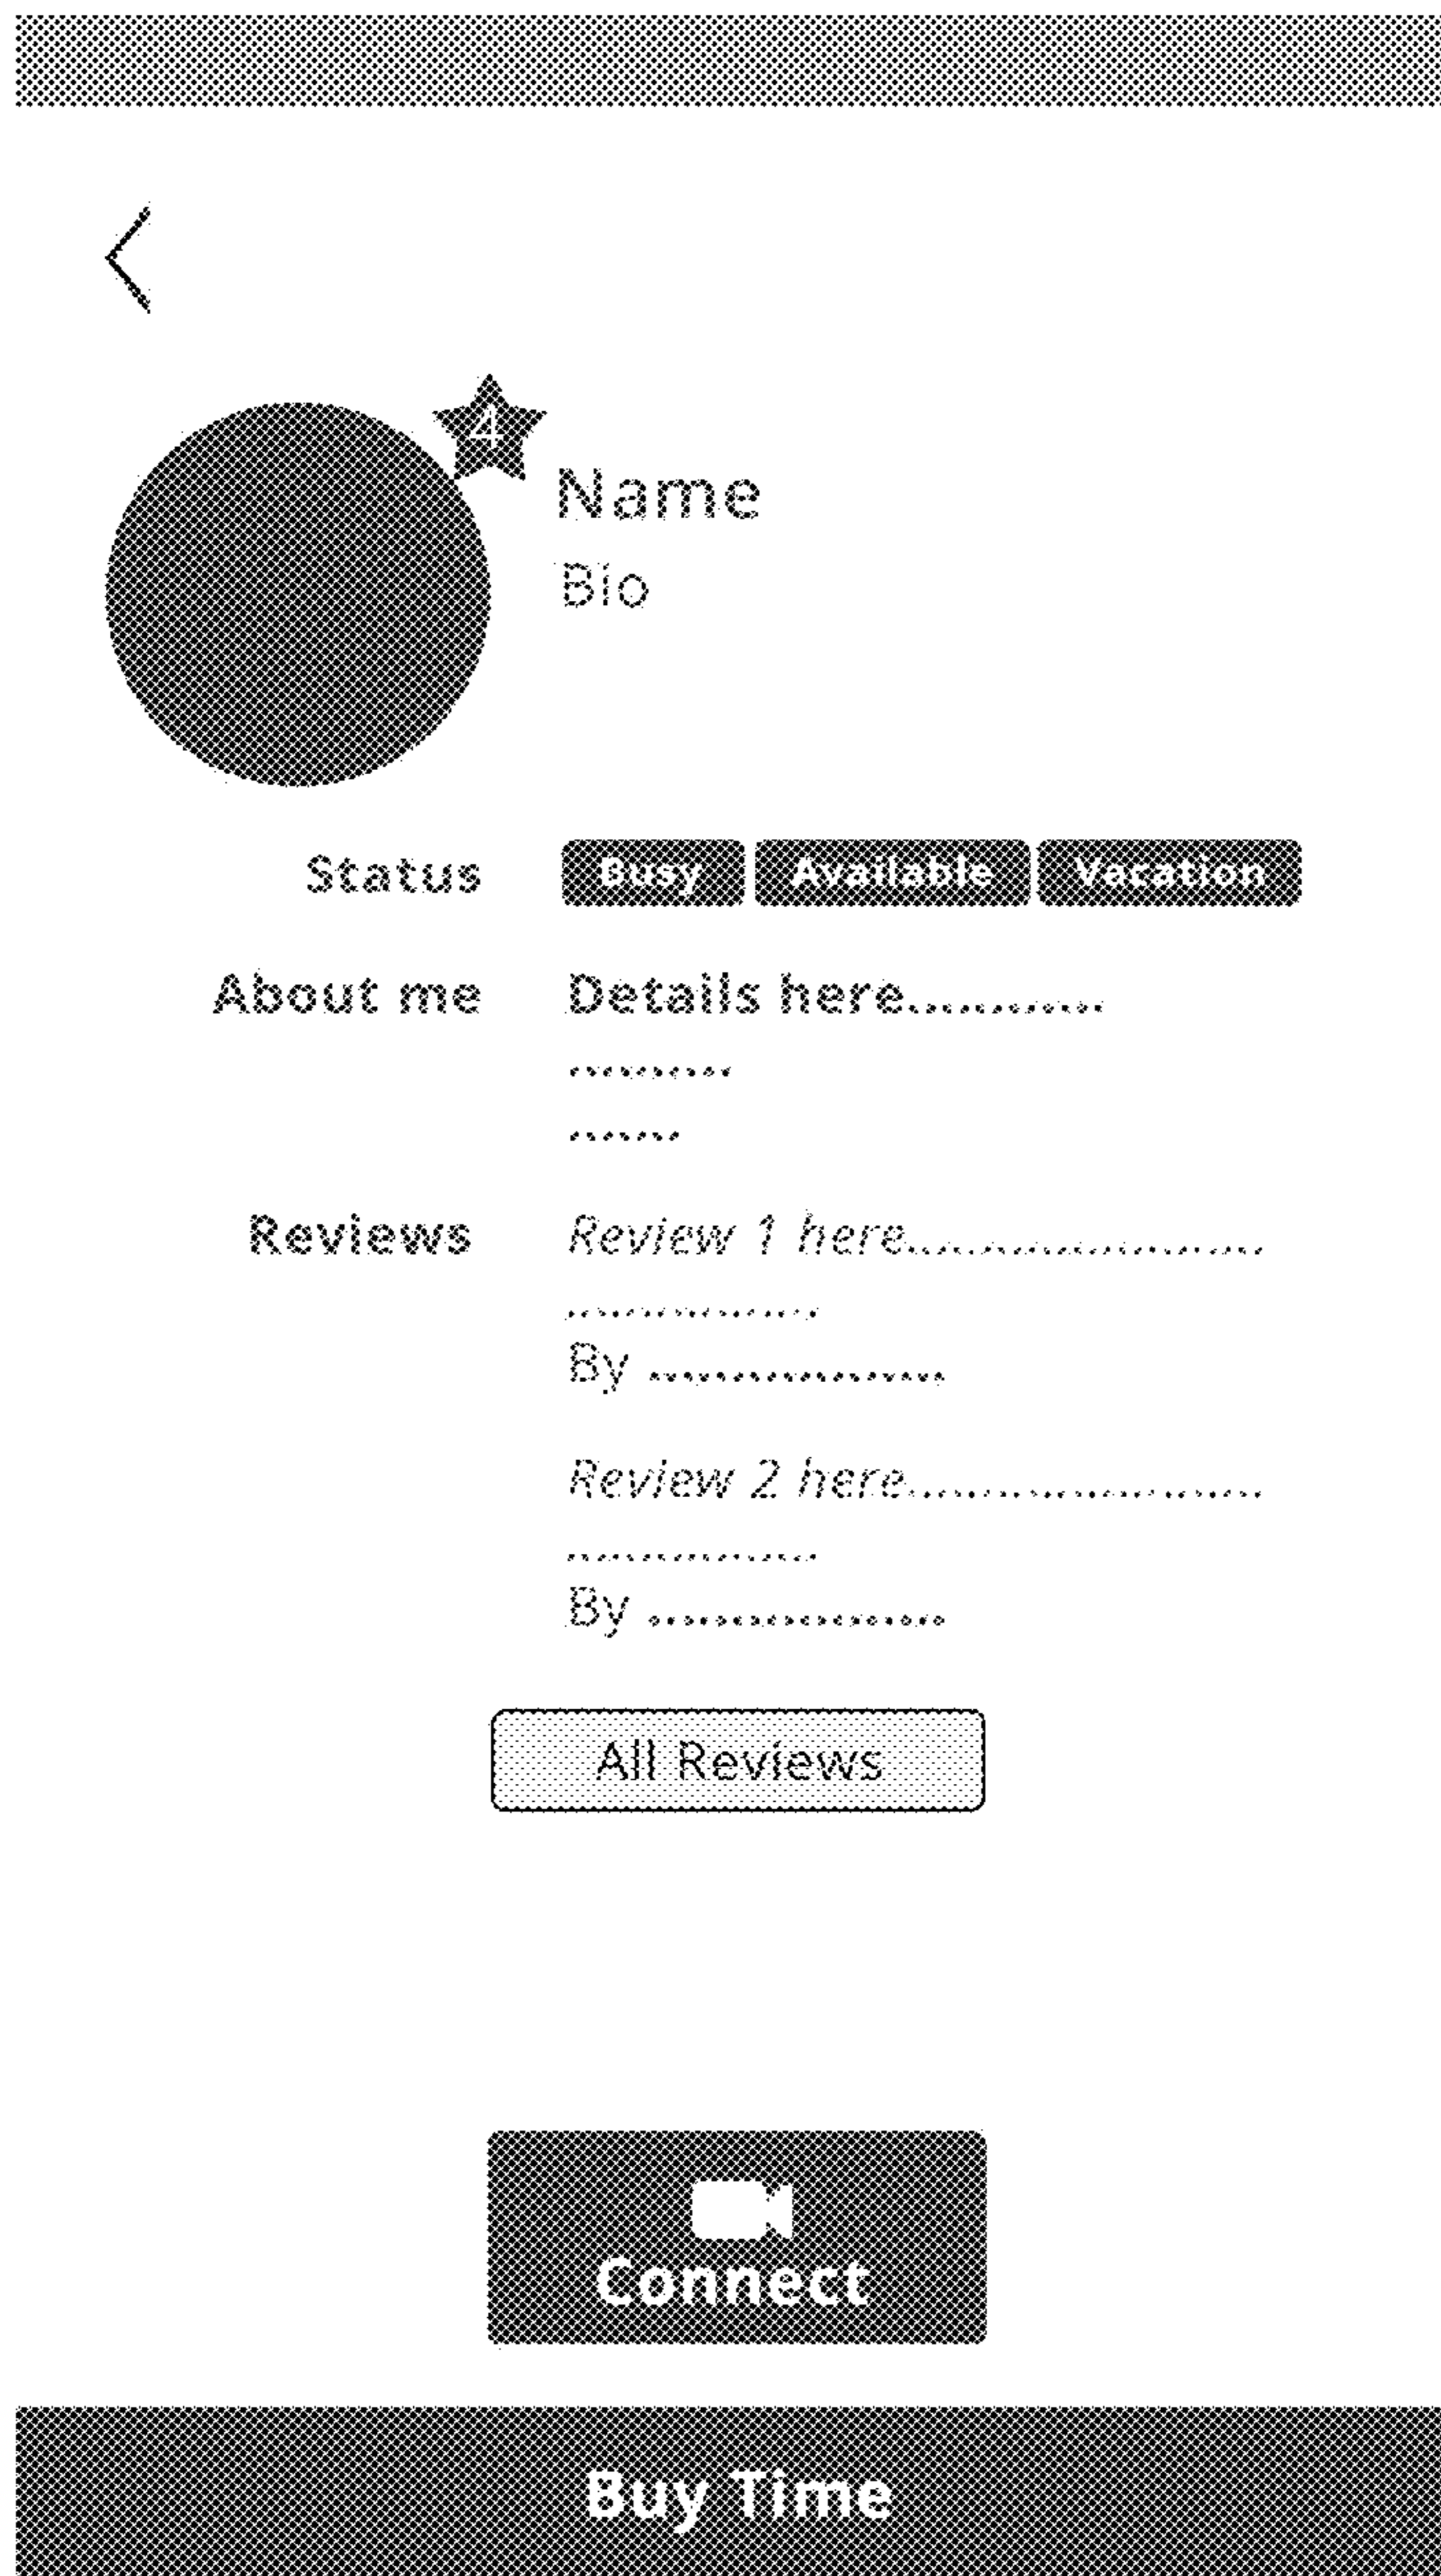 4
Name
Bio
Status Busy Available Vacation
About me Details here............
..........
.......
Reviews Review 1 here........................
................
By ..................
Review 2 here........................
................
By ..................
All Reviews
Connect
Buy Time